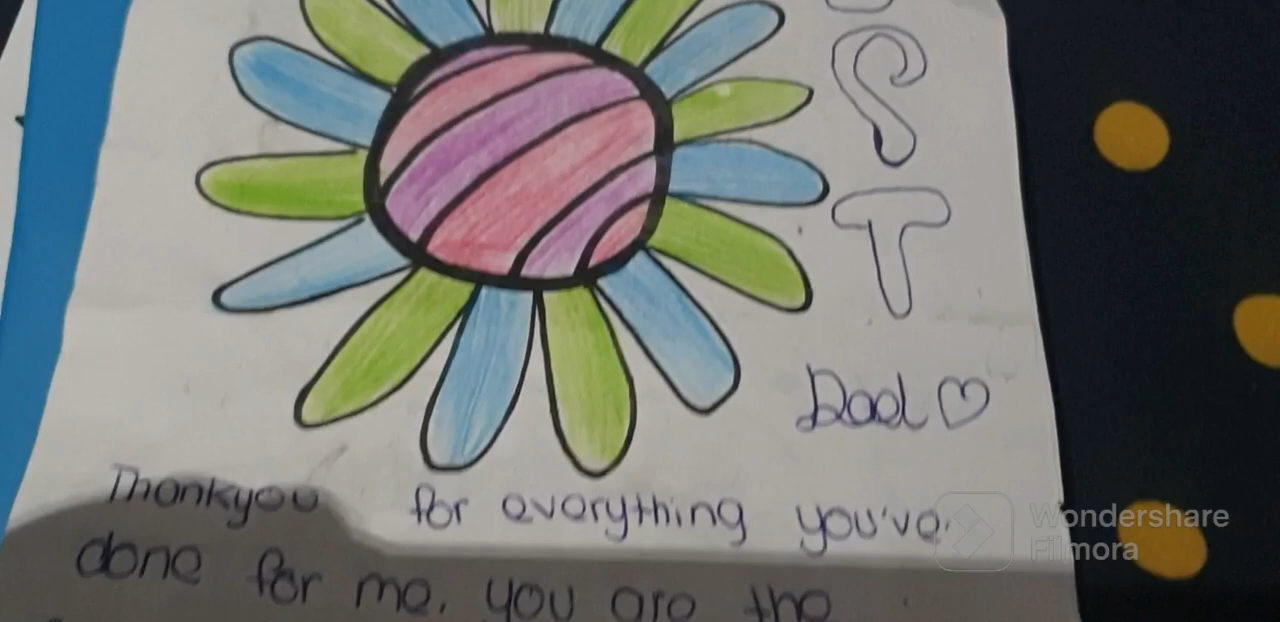 S
T
Dad ♡
Thankyou for everything you've
done for me. you are the
Wondershare
Filmora